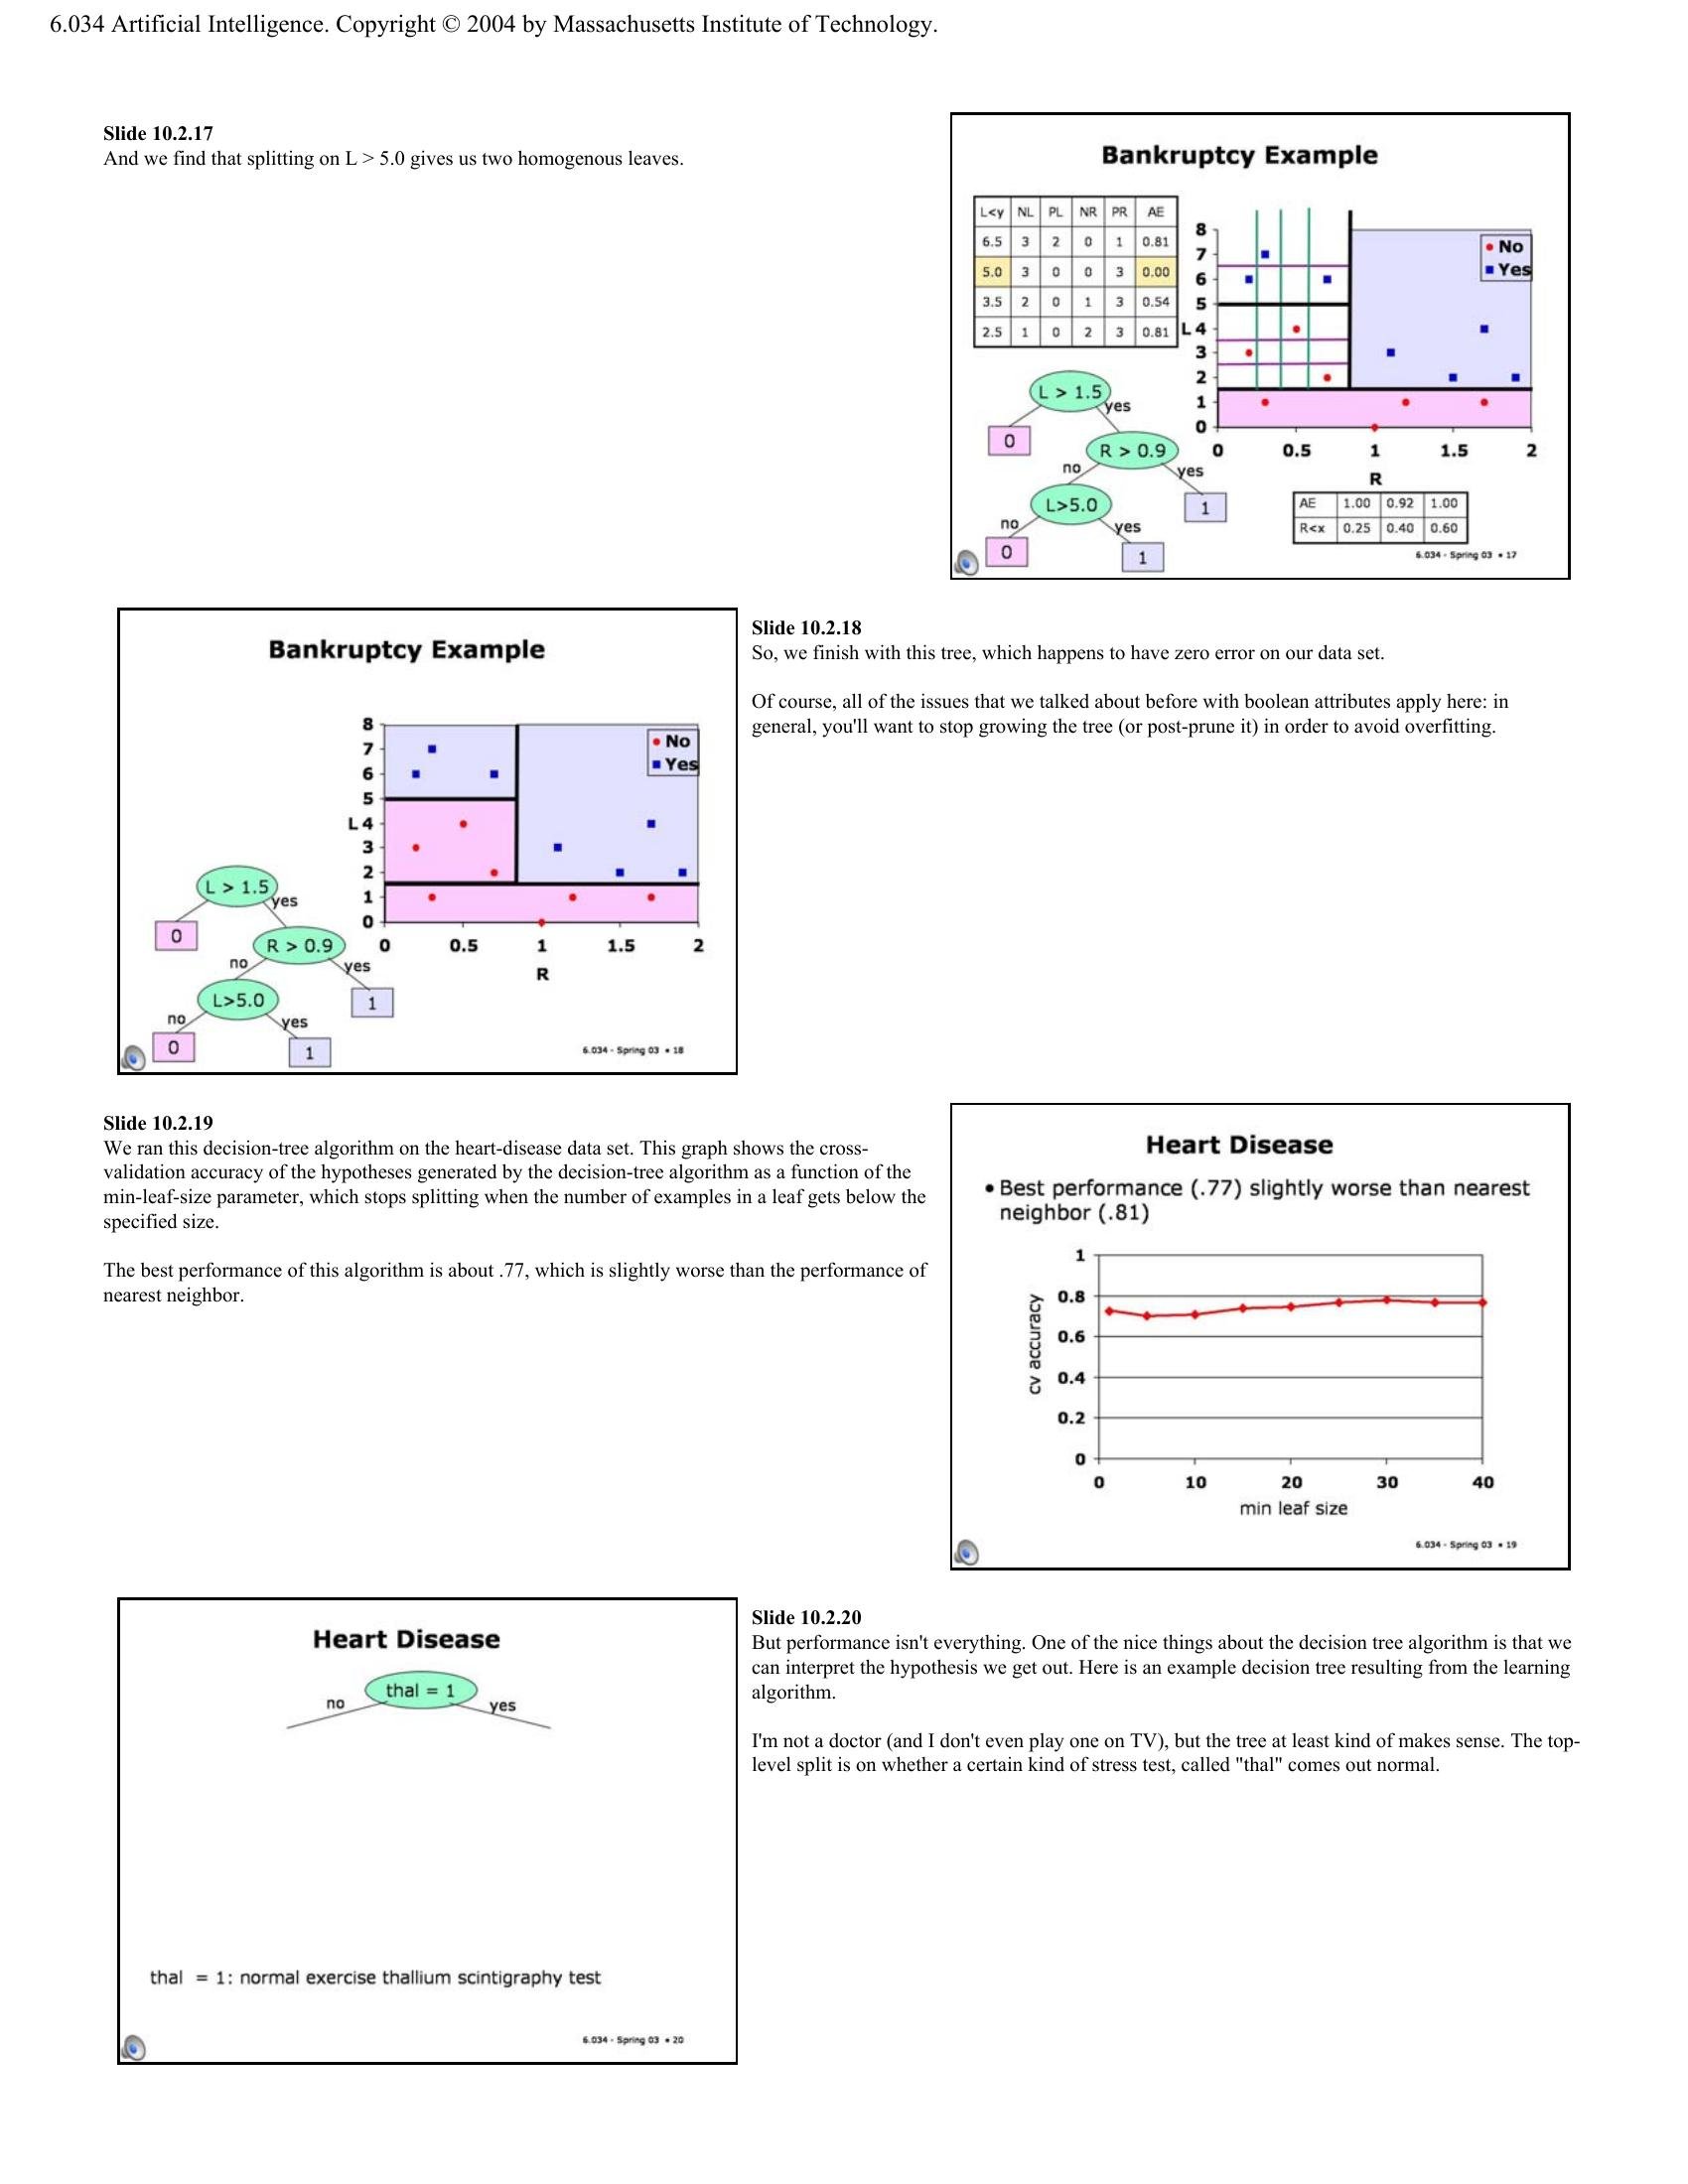 6.034 Artificial Intelligence. Copyright © 2004 by Massachusetts Institute of Technology.
Slide 10.2.17
And we find that splitting on L > 5.0 gives us two homogenous leaves.
Bankruptcy Example
L<y NL PL NR PR AE
6.5 3 2 0 1 0.81
5.0 3 0 0 3 0.00
3.5 2 0 1 3 0.54
2.5 1 0 2 3 0.81
8
7
6
5
L 4
3
2
1
0
No
Yes
0 0.5 1 1.5 2
R
L > 1.5
yes
0
R > 0.9
no
yes
L>5.0
1
no
yes
0
1
AE 1.00 0.92 1.00
R<x 0.25 0.40 0.60
6.034 - Spring 03 • 17
Bankruptcy Example
8
7
6
5
L 4
3
2
1
0
No
Yes
0 0.5 1 1.5 2
R
L > 1.5
yes
0
R > 0.9
no
yes
L>5.0
1
no
yes
0
1
6.034 - Spring 03 • 18
Slide 10.2.18
So, we finish with this tree, which happens to have zero error on our data set.
Of course, all of the issues that we talked about before with boolean attributes apply here: in
general, you'll want to stop growing the tree (or post-prune it) in order to avoid overfitting.
Slide 10.2.19
We ran this decision-tree algorithm on the heart-disease data set. This graph shows the cross-
validation accuracy of the hypotheses generated by the decision-tree algorithm as a function of the
min-leaf-size parameter, which stops splitting when the number of examples in a leaf gets below the
specified size.
The best performance of this algorithm is about .77, which is slightly worse than the performance of
nearest neighbor.
Heart Disease
• Best performance (.77) slightly worse than nearest
neighbor (.81)
1
0.8
0.6
0.4
0.2
0
cv accuracy
0 10 20 30 40
min leaf size
6.034 - Spring 03 • 19
Heart Disease
thal = 1
no
yes
thal = 1: normal exercise thallium scintigraphy test
6.034 - Spring 03 • 20
Slide 10.2.20
But performance isn't everything. One of the nice things about the decision tree algorithm is that we
can interpret the hypothesis we get out. Here is an example decision tree resulting from the learning
algorithm.
I'm not a doctor (and I don't even play one on TV), but the tree at least kind of makes sense. The top-
level split is on whether a certain kind of stress test, called "thal" comes out normal.